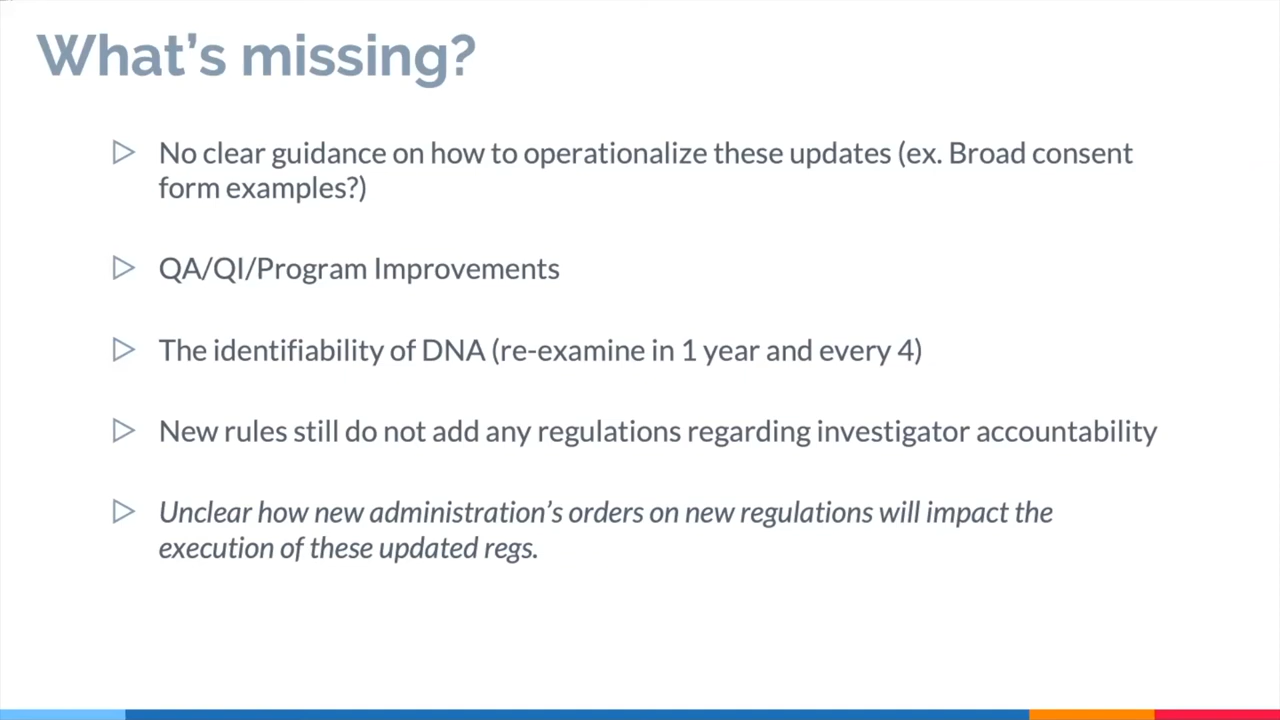 What’s missing?
No clear guidance on how to operationalize these updates (ex. Broad consent
form examples?)
QA/QI/Program Improvements
The identifiability of DNA (re-examine in 1 year and every 4)
New rules still do not add any regulations regarding investigator accountability
Unclear how new administration’s orders on new regulations will impact the
execution of these updated regs.